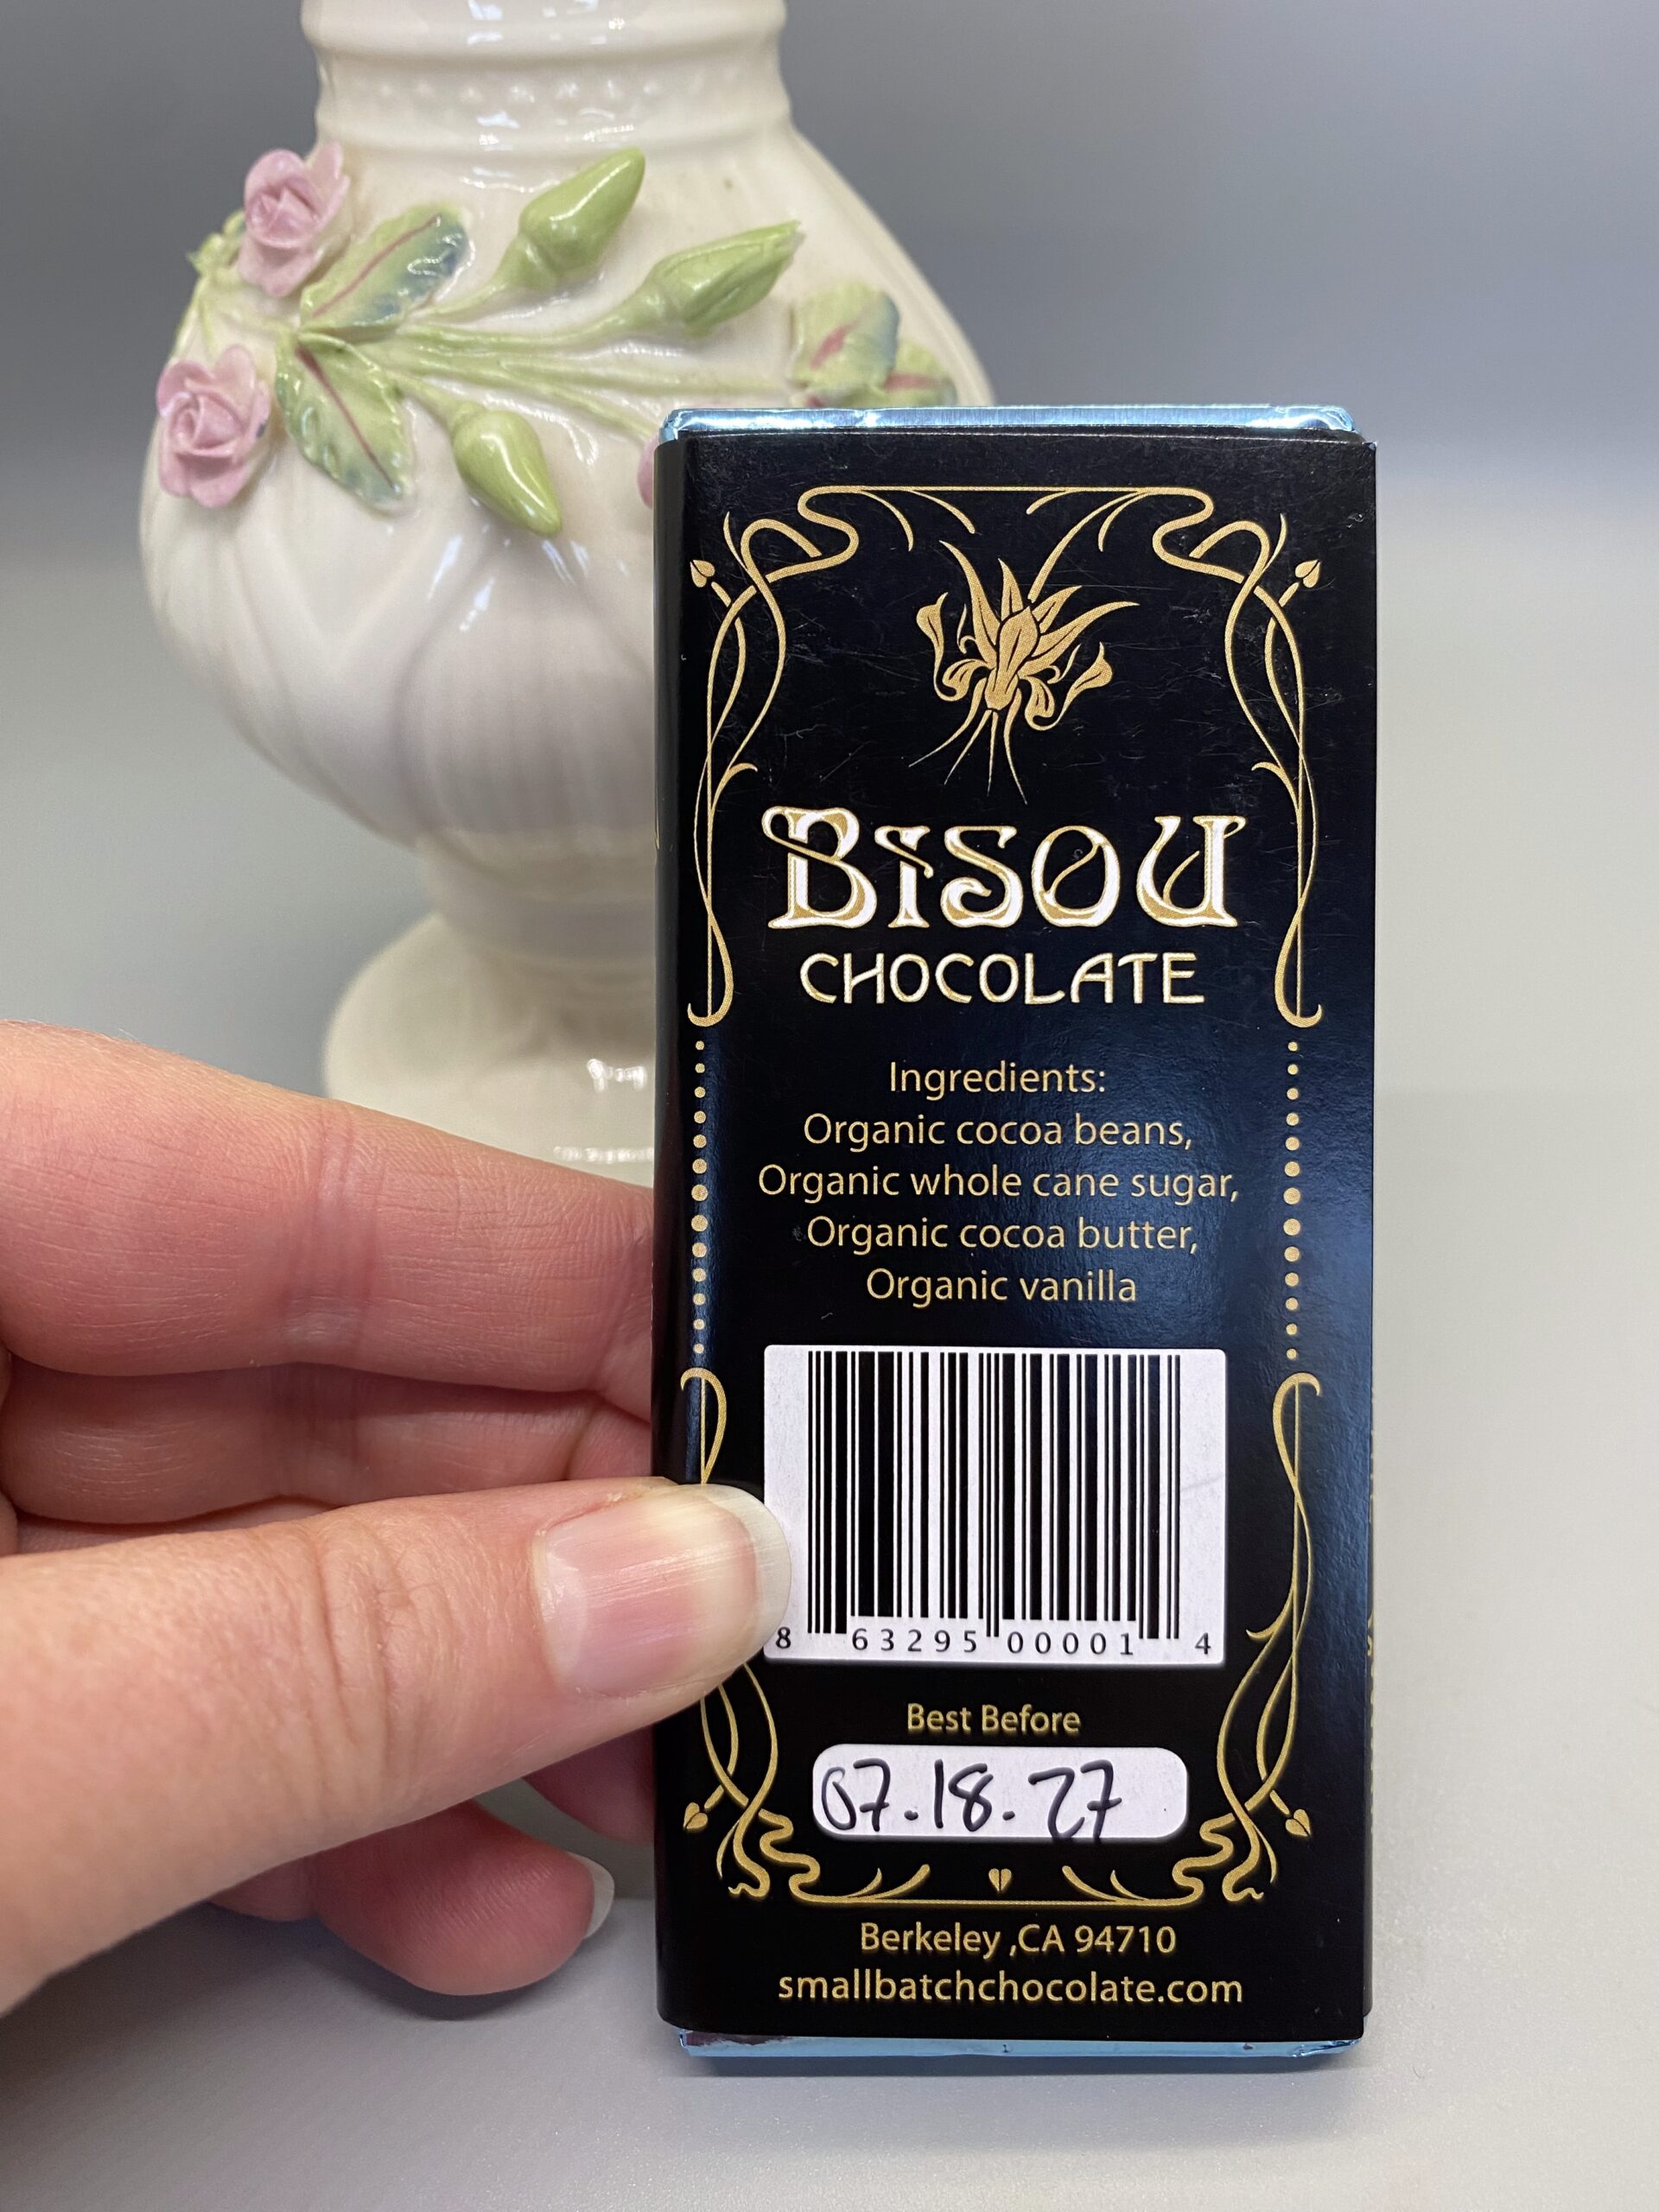 BISOU
CHOCOLATE
Ingredients:
Organic cocoa beans,
Organic whole cane sugar,
Organic cocoa butter,
Organic vanilla
8 63295 00001 4
Best Before
07.18.27
Berkeley ,CA 94710
smallbatchchocolate.com